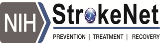 NIH StrokeNet
PREVENTION | TREATMENT | RECOVERY